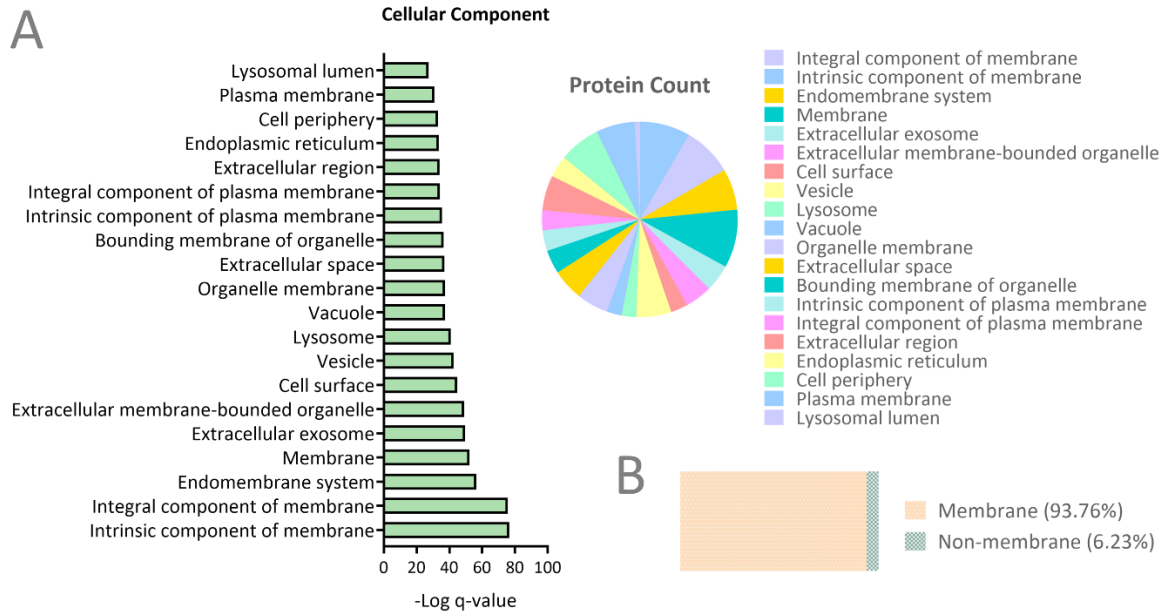 A
Cellular Component
Lysosomal lumen
Plasma membrane
Cell periphery
Endoplasmic reticulum
Extracellular region
Integral component of plasma membrane
Intrinsic component of plasma membrane
Bounding membrane of organelle
Extracellular space
Organelle membrane
Vacuole
Lysosome
Vesicle
Cell surface
Extracellular membrane-bounded organelle
Extracellular exosome
Membrane
Endomembrane system
Integral component of membrane
Intrinsic component of membrane
0 20 40 60 80 100
-Log q-value
Protein Count
Integral component of membrane
Intrinsic component of membrane
Endomembrane system
Membrane
Extracellular exosome
Extracellular membrane-bounded organelle
Cell surface
Vesicle
Lysosome
Vacuole
Organelle membrane
Extracellular space
Bounding membrane of organelle
Intrinsic component of plasma membrane
Integral component of plasma membrane
Extracellular region
Endoplasmic reticulum
Cell periphery
Plasma membrane
Lysosomal lumen
B
Membrane (93.76%)
Non-membrane (6.23%)